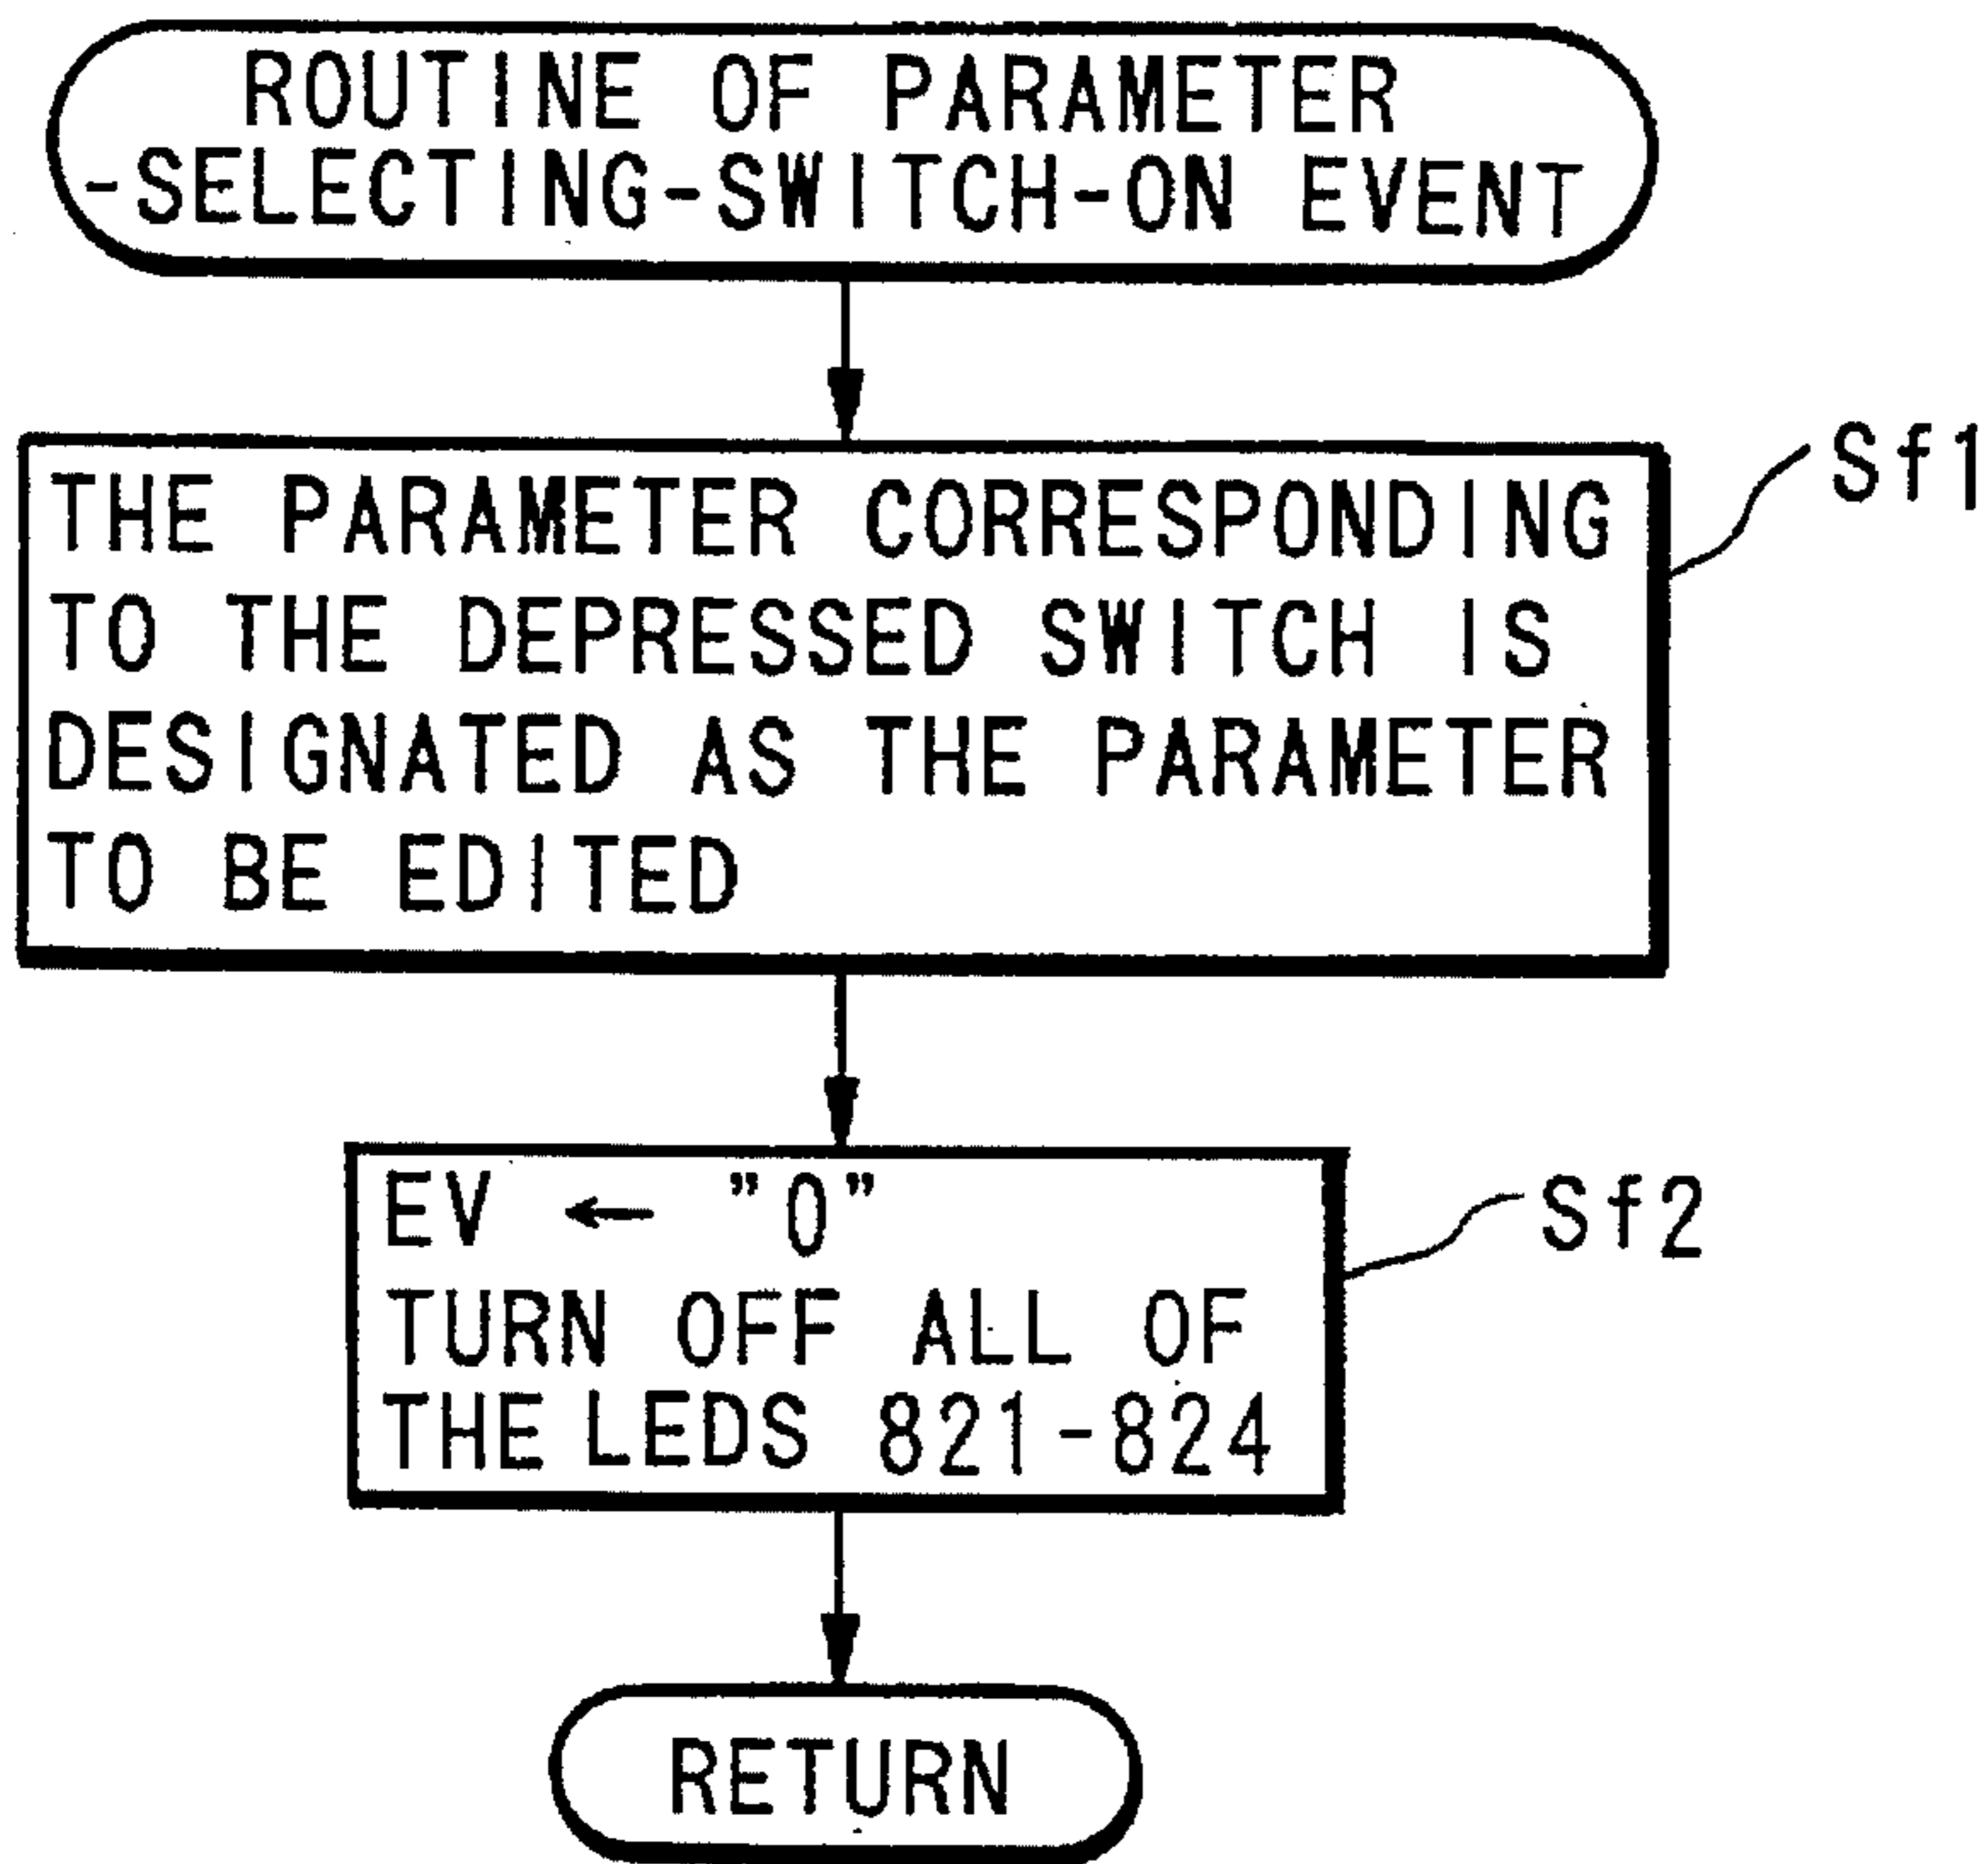 ROUTINE OF PARAMETER
-SELECTING-SWITCH-ON EVENT
Sf1
THE PARAMETER CORRESPONDING
TO THE DEPRESSED SWITCH IS
DESIGNATED AS THE PARAMETER
TO BE EDITED
EV ← "0"
Sf2
TURN OFF ALL OF
THE LEDS 821-824
RETURN